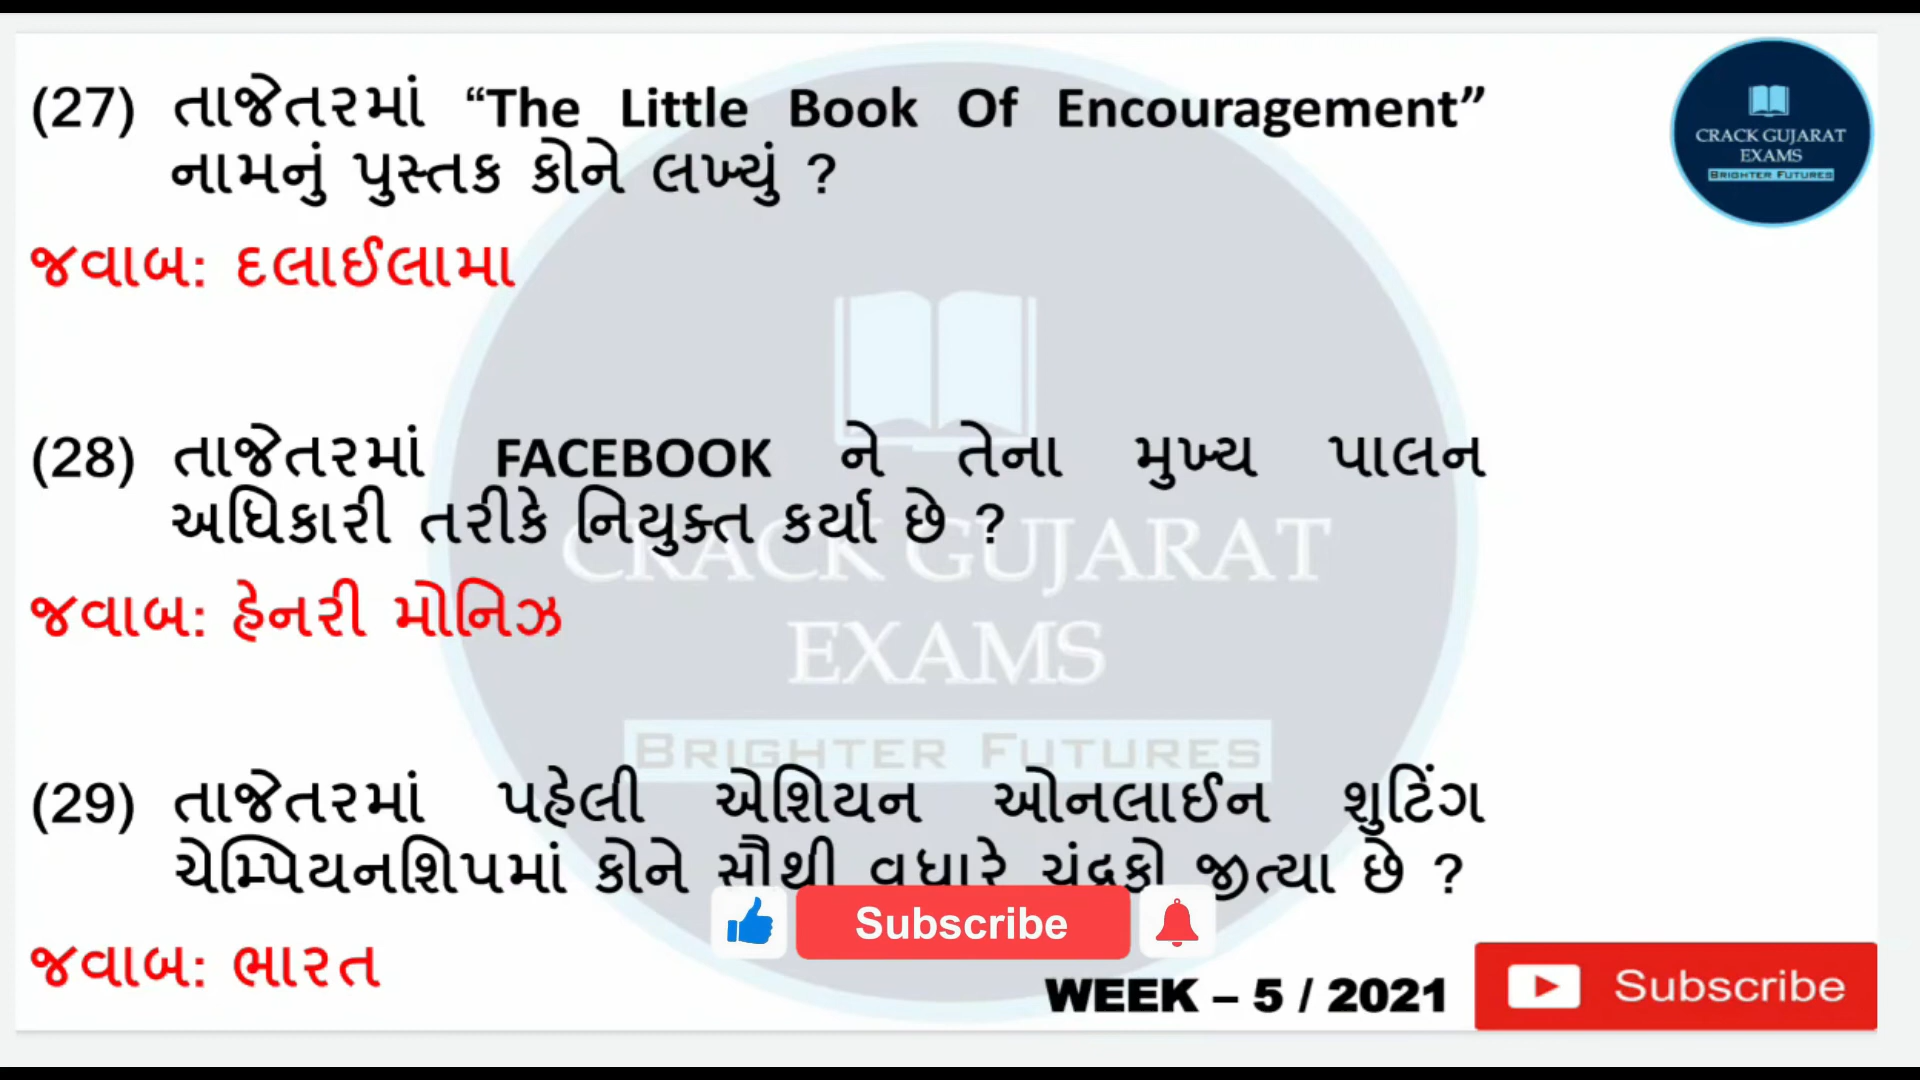 (27) તાજેતરમાં “The Little Book Of Encouragement”
નામનું પુસ્તક કોને લખ્યું ?
જવાબ: દલાઈલામા
(28) તાજેતરમાં FACEBOOK ને તેના મુખ્ય પાલન
અધિકારી તરીકે નિયુક્ત કર્યા છે ?
જવાબ: હેનરી મોનિઝ
(29) તાજેતરમાં પહેલી એશિયન ઓનલાઈન શુટિંગ
ચેમ્પિયનશિપમાં કોને સૌથી વધારે ચંદ્રકો જીત્યા છે ?
જવાબ: ભારત
Subscribe
WEEK – 5 / 2021
Subscribe
CRACK GUJARAT
EXAMS
BRIGHTER FUTURES
CRACK GUJARAT
EXAMS
BRIGHTER FUTURES